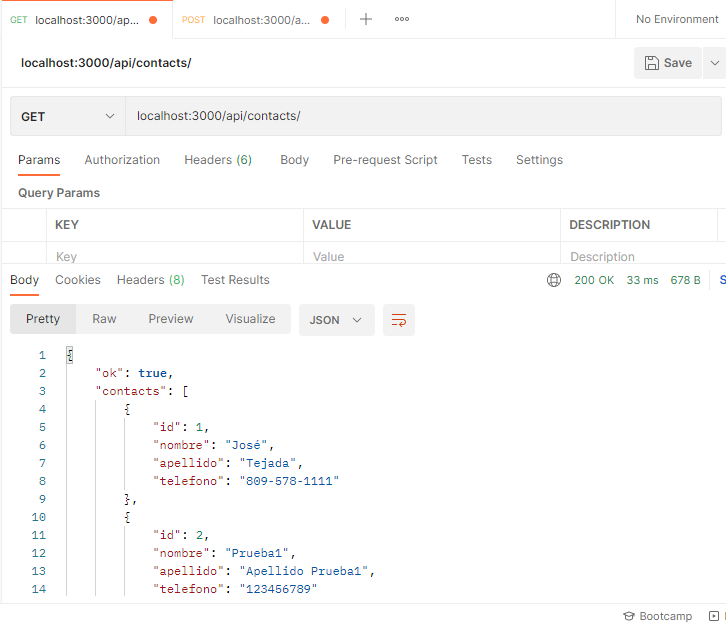 GET localhost:3000/ap... POST localhost:3000/a... No Environment
localhost:3000/api/contacts/ Save
GET localhost:3000/api/contacts/
Params Authorization Headers (6) Body Pre-request Script Tests Settings
Query Params
KEY VALUE DESCRIPTION
Key Value Description
Body Cookies Headers (8) Test Results 200 OK 33 ms 678 B S
Pretty Raw Preview Visualize JSON
1 {
2 "ok": true,
3 "contacts": [
4 {
5 "id": 1,
6 "nombre": "José",
7 "apellido": "Tejada",
8 "telefono": "809-578-1111"
9 },
10 {
11 "id": 2,
12 "nombre": "Prueba1",
13 "apellido": "Apellido Prueba1",
14 "telefono": "123456789"
Bootcamp